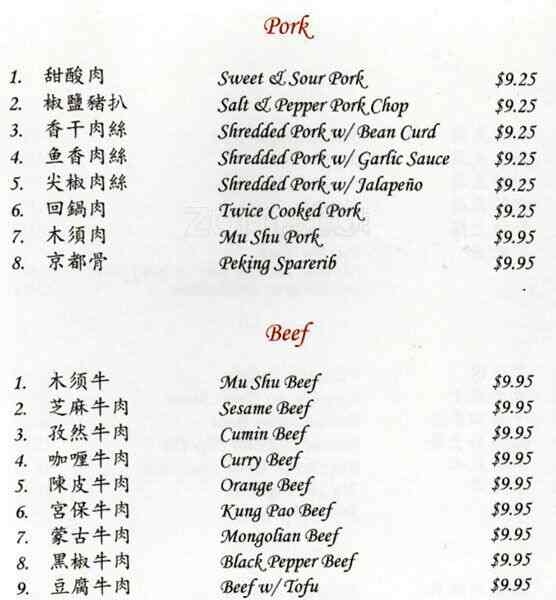 Pork
1. 甜酸肉 Sweet & Sour Pork $9.25
2. 椒鹽豬扒 Salt & Pepper Pork Chop $9.25
3. 香干肉絲 Shredded Pork w/ Bean Curd $9.25
4. 鱼香肉絲 Shredded Pork w/ Garlic Sauce $9.25
5. 尖椒肉絲 Shredded Pork w/ Jalapeño $9.25
6. 回鍋肉 Twice Cooked Pork $9.25
7. 木須肉 Mu Shu Pork $9.95
8. 京都骨 Peking Sparerib $9.95
Beef
1. 木须牛 Mu Shu Beef $9.95
2. 芝麻牛肉 Sesame Beef $9.95
3. 孜然牛肉 Cumin Beef $9.95
4. 咖喱牛肉 Curry Beef $9.95
5. 陳皮牛肉 Orange Beef $9.95
6. 宮保牛肉 Kung Pao Beef $9.95
7. 蒙古牛肉 Mongolian Beef $9.95
8. 黑椒牛肉 Black Pepper Beef $9.95
9. 豆腐牛肉 Beef w/ Tofu $9.95